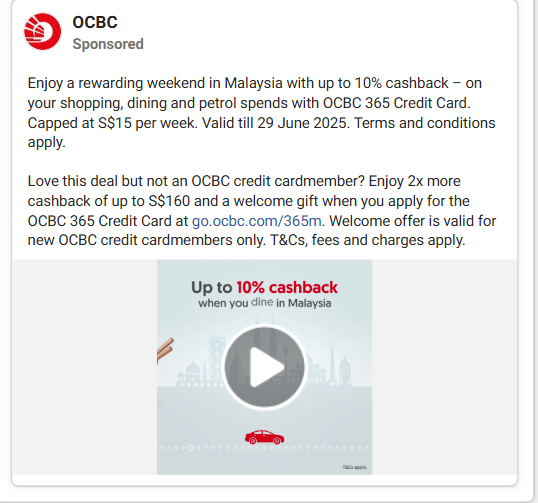 OCBC
Sponsored
Enjoy a rewarding weekend in Malaysia with up to 10% cashback – on
your shopping, dining and petrol spends with OCBC 365 Credit Card.
Capped at S$15 per week. Valid till 29 June 2025. Terms and conditions
apply.
Love this deal but not an OCBC credit cardmember? Enjoy 2x more
cashback of up to S$160 and a welcome gift when you apply for the
OCBC 365 Credit Card at go.ocbc.com/365m. Welcome offer is valid for
new OCBC credit cardmembers only. T&Cs, fees and charges apply.
Up to 10% cashback
when you dine in Malaysia
T&Cs apply.